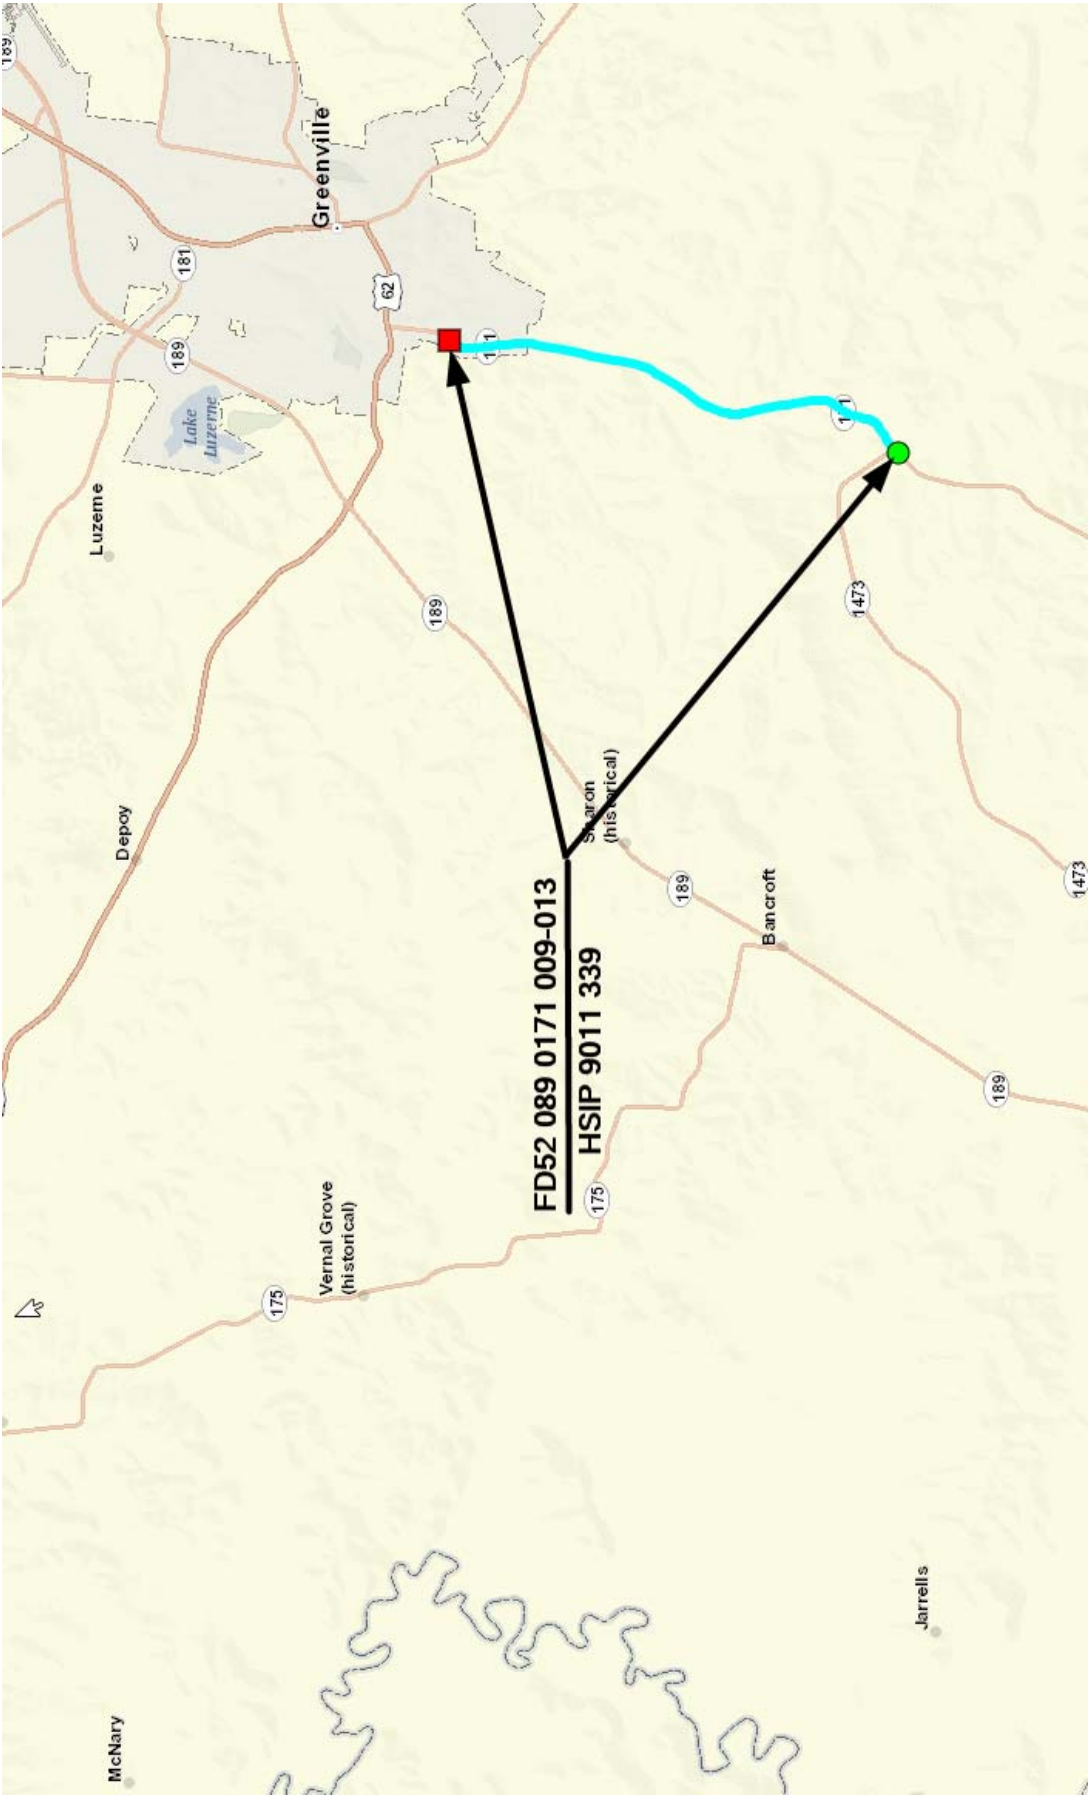 189
Greenville
181
62
189
Lake
Luzerne
Luzerne
189
1473
Depoy
(historical)
189
1473
Bancroft
FD52 089 0171 009-013
HSIP 9011 339
175
189
Vernal Grove
(historical)
175
Jarrells
McNary